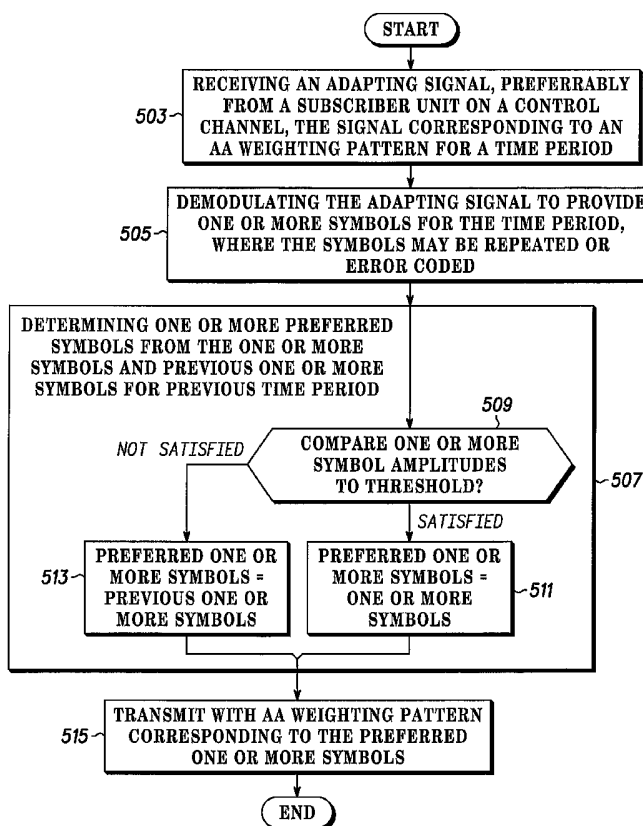 START
RECEIVING AN ADAPTING SIGNAL, PREFERRABLY
FROM A SUBSCRIBER UNIT ON A CONTROL
CHANNEL, THE SIGNAL CORRESPONDING TO AN
AA WEIGHTING PATTERN FOR A TIME PERIOD
503
DEMODULATING THE ADAPTING SIGNAL TO PROVIDE
ONE OR MORE SYMBOLS FOR THE TIME PERIOD,
WHERE THE SYMBOLS MAY BE REPEATED OR
ERROR CODED
505
DETERMINING ONE OR MORE PREFERRED
SYMBOLS FROM THE ONE OR MORE
SYMBOLS AND PREVIOUS ONE OR MORE
SYMBOLS FOR PREVIOUS TIME PERIOD
509
COMPARE ONE OR MORE
SYMBOL AMPLITUDES
TO THRESHOLD?
NOT SATISFIED
507
SATISFIED
513
PREFERRED ONE OR
MORE SYMBOLS =
PREVIOUS ONE OR
MORE SYMBOLS
PREFERRED ONE OR
MORE SYMBOLS =
ONE OR MORE
SYMBOLS
511
TRANSMIT WITH AA WEIGHTING PATTERN
CORRESPONDING TO THE PREFERRED
ONE OR MORE SYMBOLS
515
END